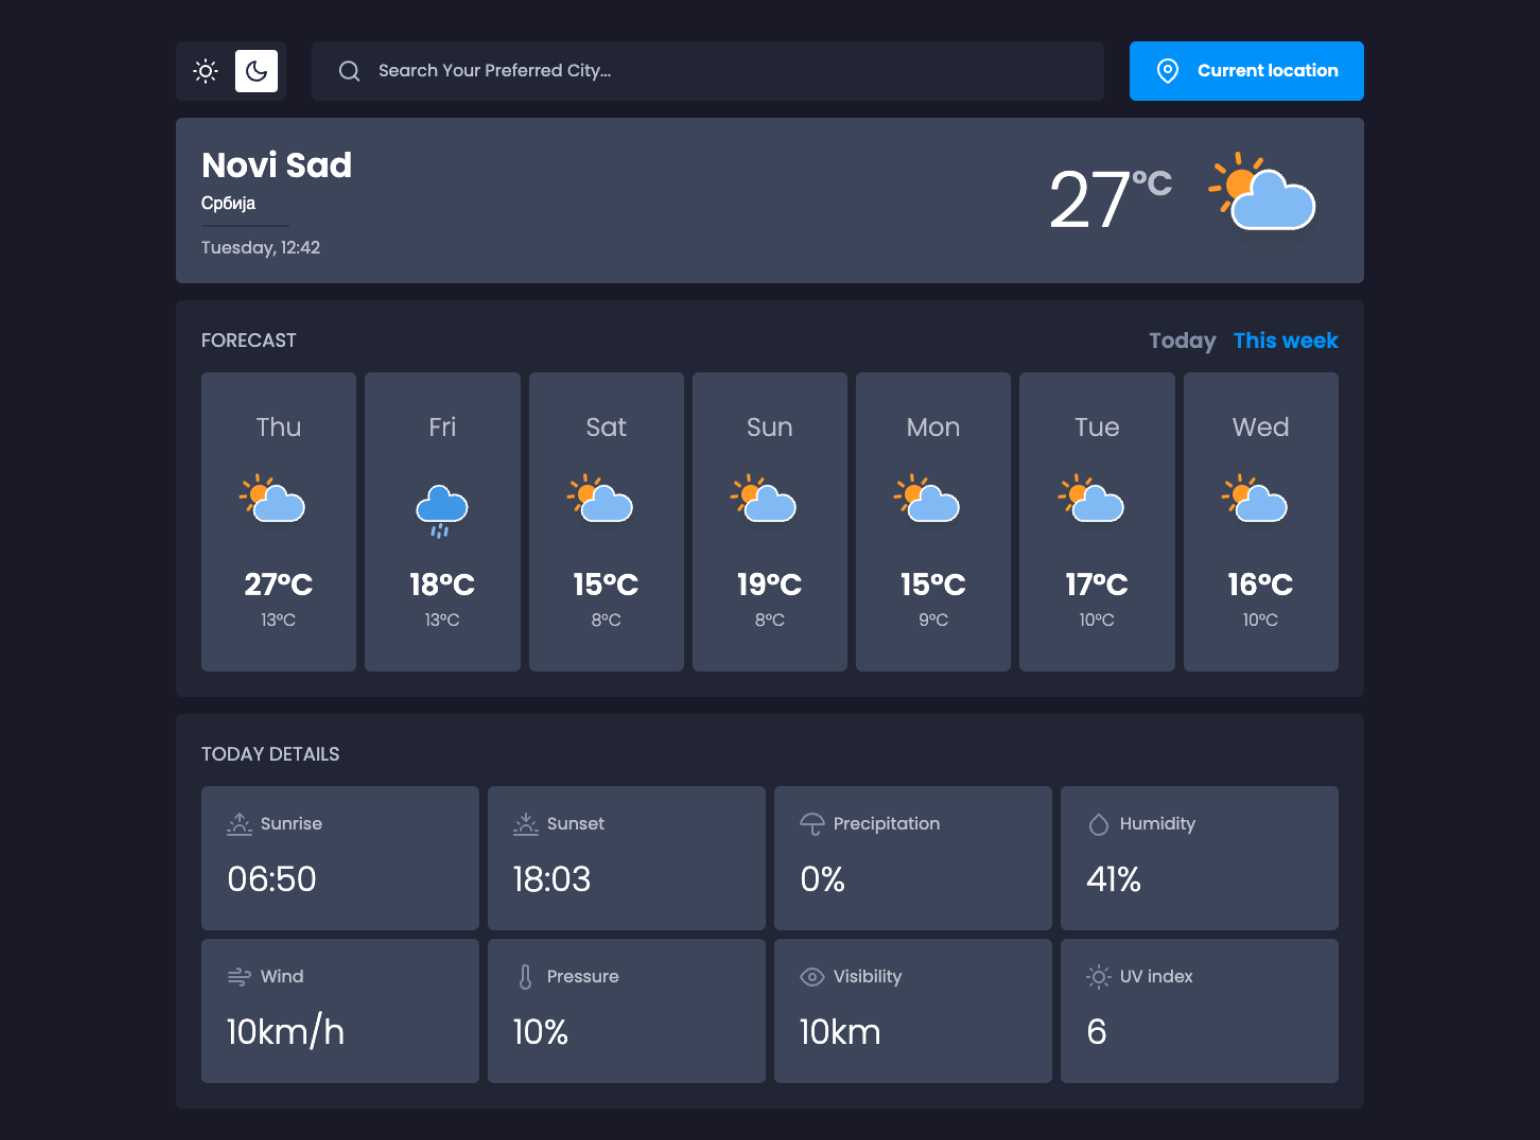 Search Your Preferred City...
Current location
Novi Sad
Србија
Tuesday, 12:42
27°C
FORECAST
Today This week
Thu Fri Sat Sun Mon Tue Wed
27°C 18°C 15°C 19°C 15°C 17°C 16°C
13°C 13°C 8°C 8°C 9°C 10°C 10°C
TODAY DETAILS
Sunrise Sunset Precipitation Humidity
06:50 18:03 0% 41%
Wind Pressure Visibility UV index
10km/h 10% 10km 6